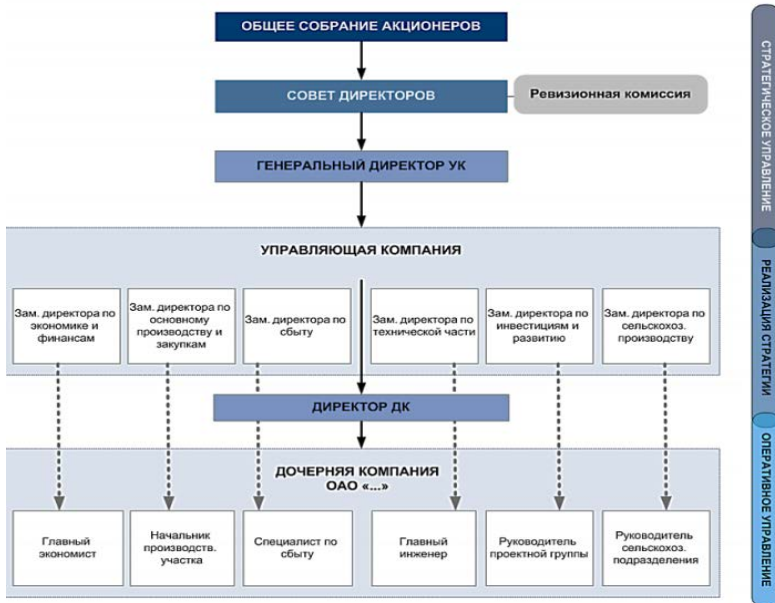 ОБЩЕЕ СОБРАНИЕ АКЦИОНЕРОВ
СОВЕТ ДИРЕКТОРОВ
Ревизионная комиссия
ГЕНЕРАЛЬНЫЙ ДИРЕКТОР УК
УПРАВЛЯЮЩАЯ КОМПАНИЯ
Зам. директора по
экономике и
финансам
Зам. директора по
основному
производству и
закупкам
Зам. директора по
сбыту
Зам. директора по
технической части
Зам. директора по
инвестициям и
развитию
Зам. директора по
сельскохоз.
производству
ДИРЕКТОР ДК
ДОЧЕРНЯЯ КОМПАНИЯ
ОАО «...»
Главный
экономист
Начальник
производств.
участка
Специалист по
сбыту
Главный
инженер
Руководитель
проектной группы
Руководитель
сельскохоз.
подразделения
СТРАТЕГИЧЕСКОЕ УПРАВЛЕНИЕ
РЕАЛИЗАЦИЯ СТРАТЕГИИ
ОПЕРАТИВНОЕ УПРАВЛЕНИЕ